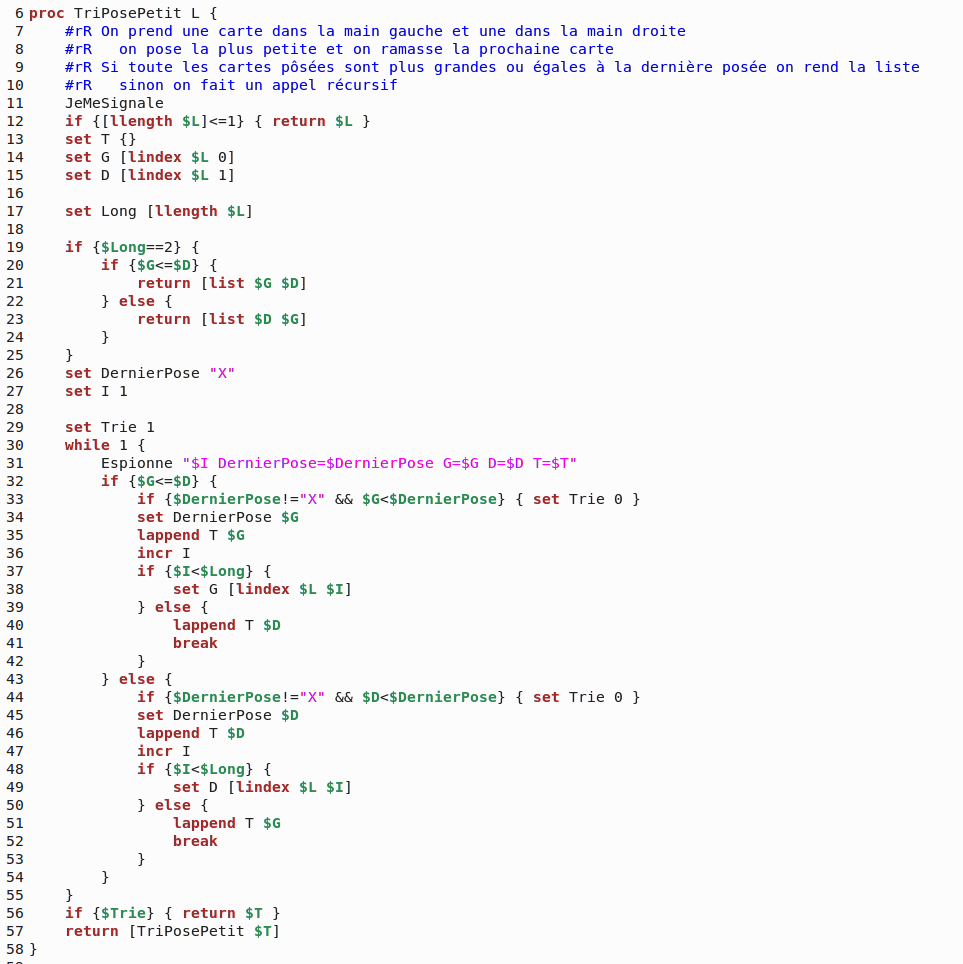 6 proc TriPosePetit L {
7     #rR On prend une carte dans la main gauche et une dans la main droite
8     #rR   on pose la plus petite et on ramasse la prochaine carte
9     #rR Si toute les cartes pôsées sont plus grandes ou égales à la dernière posée on rend la liste
10     #rR   sinon on fait un appel récursif
11     JeMeSignale
12     if {[llength $L]<=1} { return $L }
13     set T {}
14     set G [lindex $L 0]
15     set D [lindex $L 1]
16
17     set Long [llength $L]
18
19     if {$Long==2} {
20         if {$G<=$D} {
21             return [list $G $D]
22         } else {
23             return [list $D $G]
24         }
25     }
26     set DernierPose "X"
27     set I 1
28
29     set Trie 1
30     while 1 {
31         Espionne "$I DernierPose=$DernierPose G=$G D=$D T=$T"
32         if {$G<=$D} {
33             if {$DernierPose!="X" && $G<$DernierPose} { set Trie 0 }
34             set DernierPose $G
35             lappend T $G
36             incr I
37             if {$I<$Long} {
38                 set G [lindex $L $I]
39             } else {
40                 lappend T $D
41                 break
42             }
43         } else {
44             if {$DernierPose!="X" && $D<$DernierPose} { set Trie 0 }
45             set DernierPose $D
46             lappend T $D
47             incr I
48             if {$I<$Long} {
49                 set D [lindex $L $I]
50             } else {
51                 lappend T $G
52                 break
53             }
54         }
55     }
56     if {$Trie} { return $T }
57     return [TriPosePetit $T]
58 }